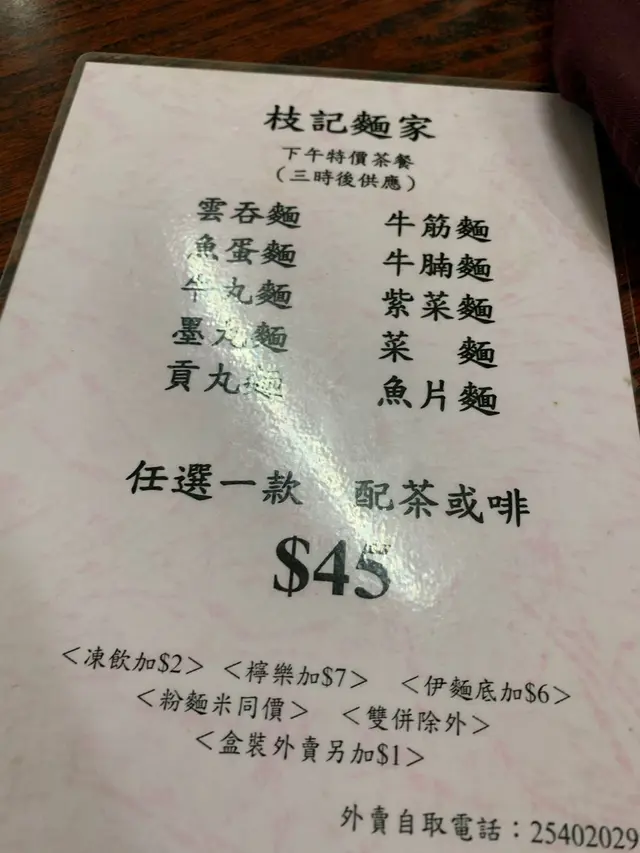 枝記麵家
下午特價茶餐
（三時後供應）
雲吞麵 牛筋麵
魚蛋麵 牛腩麵
牛丸麵 紫菜麵
墨丸麵 菜 麵
貢丸麵 魚片麵
任選一款 配茶或啡
$45
<凍飲加$2> <檸樂加$7> <伊麵底加$6>
<粉麵米同價> <雙併除外>
<盒裝外賣另加$1>
外賣自取電話：25402029